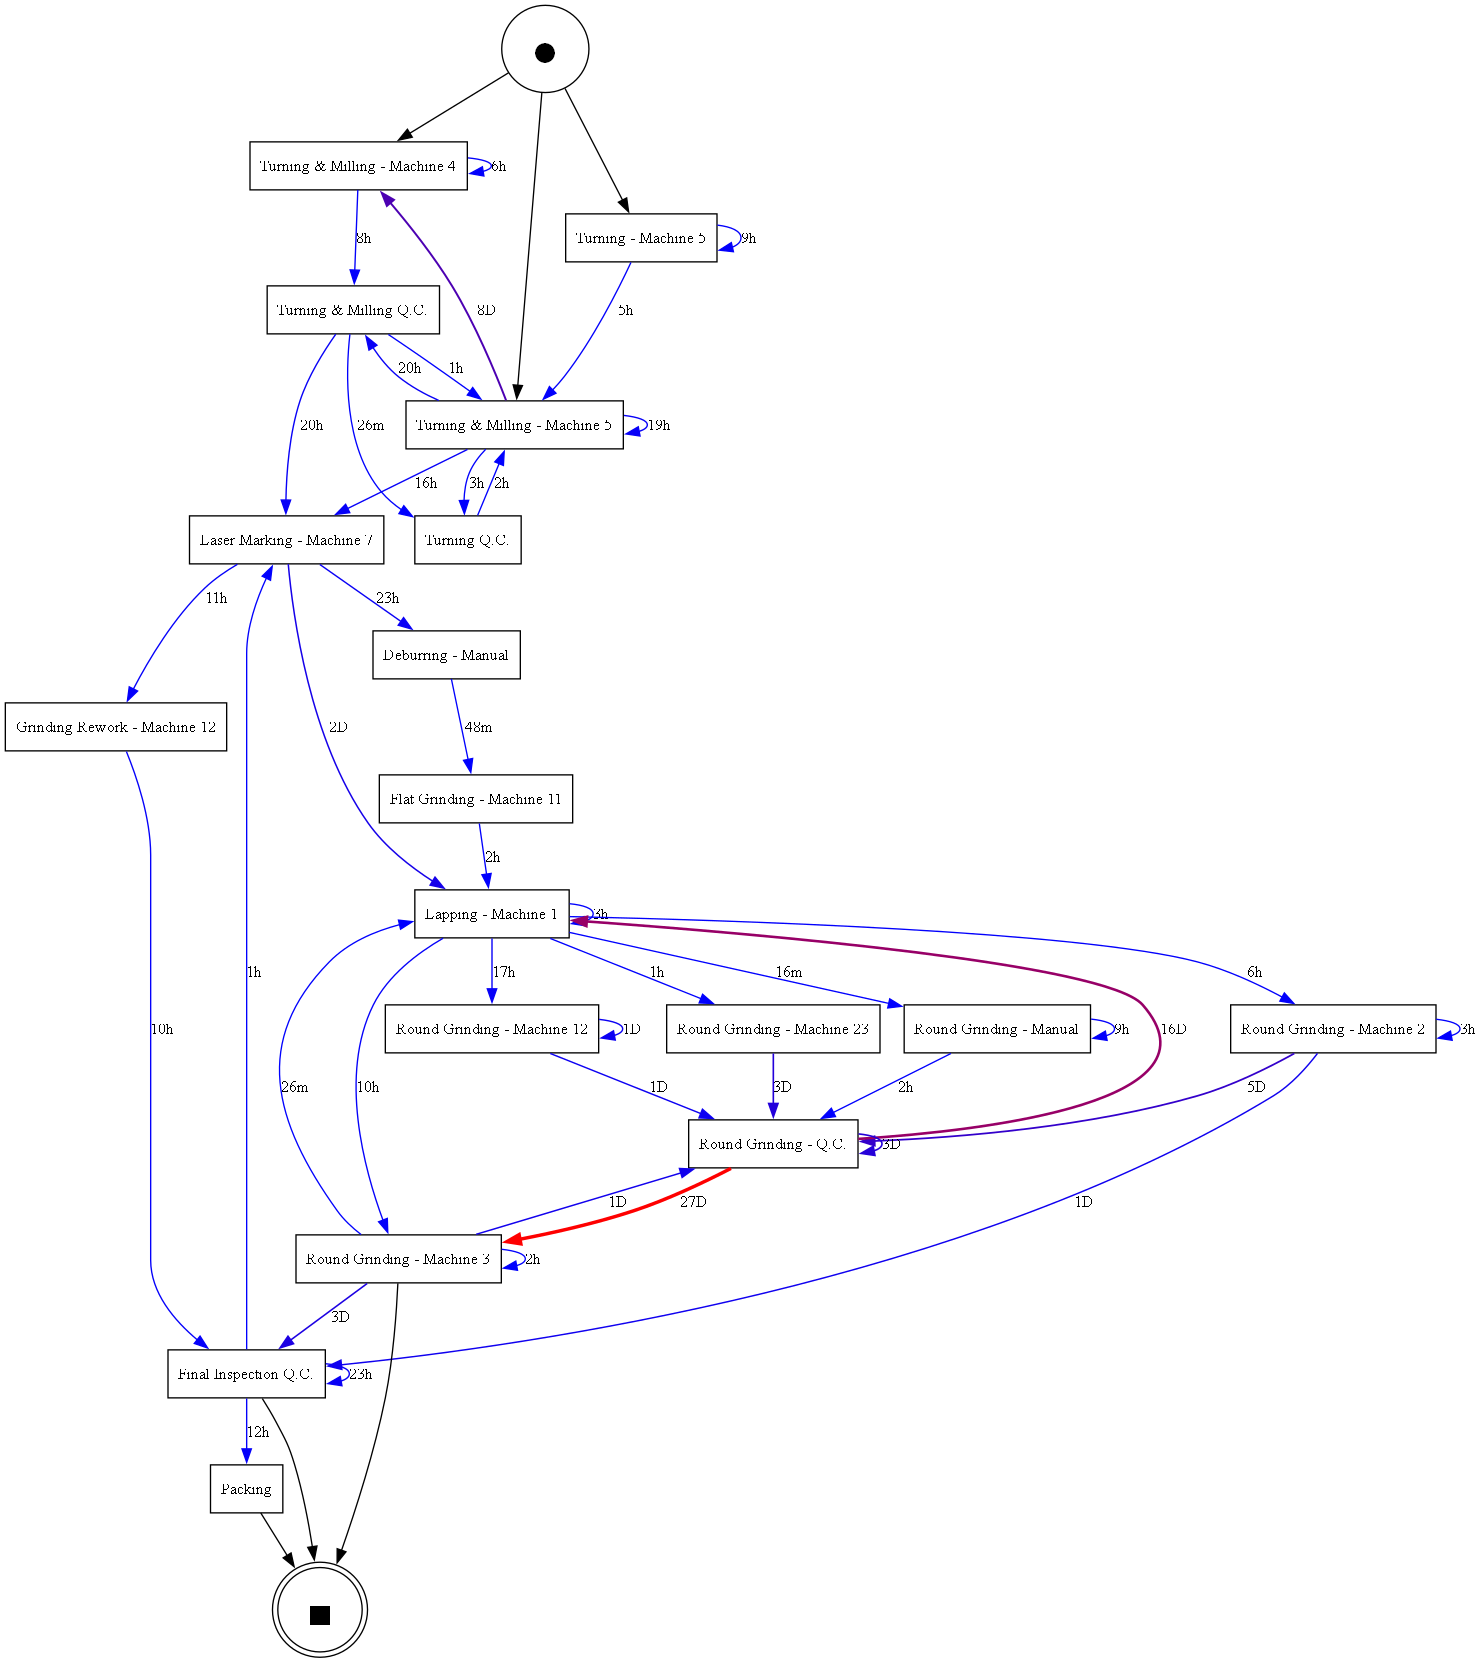 Turning & Milling - Machine 4
6h
Turning - Machine 5
9h
8h
Turning & Milling Q.C.
8D
5h
20h
1h
Turning & Milling - Machine 5
19h
20h
26m
16h
3h
2h
Laser Marking - Machine 7
Turning Q.C.
11h
23h
Deburring - Manual
Grinding Rework - Machine 12
2D
48m
Flat Grinding - Machine 11
2h
Lapping - Machine 1
3h
1h
17h
1h
16m
6h
10h
Round Grinding - Machine 12
1D
Round Grinding - Machine 23
Round Grinding - Manual
9h
16D
Round Grinding - Machine 2
3h
26m
10h
1D
3D
2h
5D
Round Grinding - Q.C.
3D
1D
27D
1D
Round Grinding - Machine 3
2h
3D
Final Inspection Q.C.
23h
12h
Packing